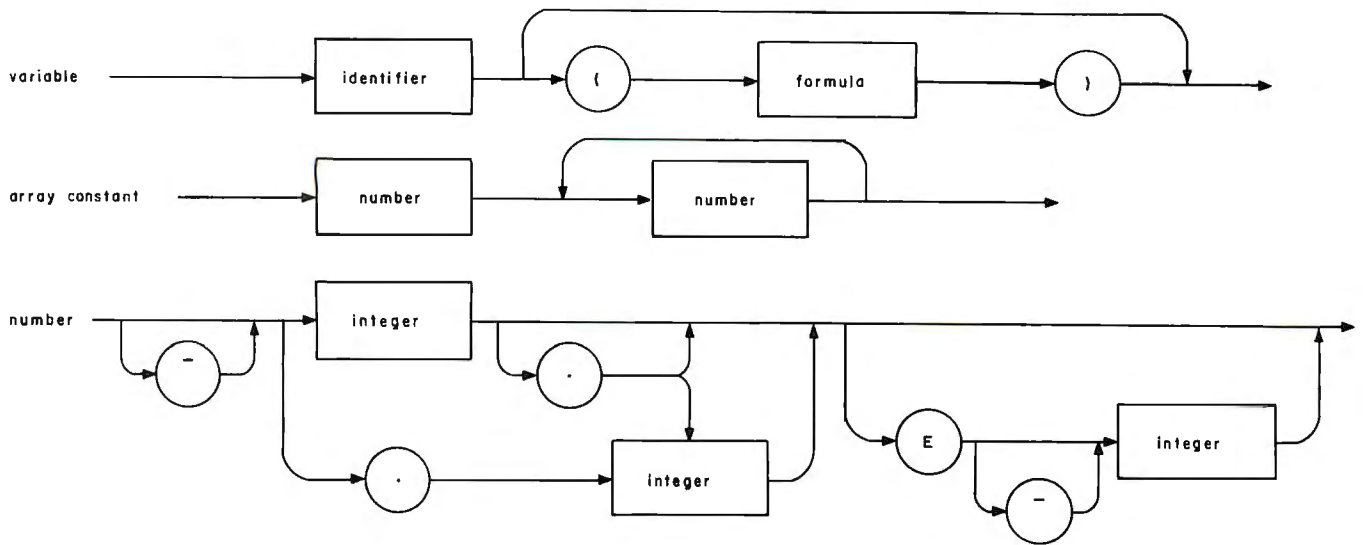 variable identifier ( formula )
array constant number number
number - integer . . integer E - integer